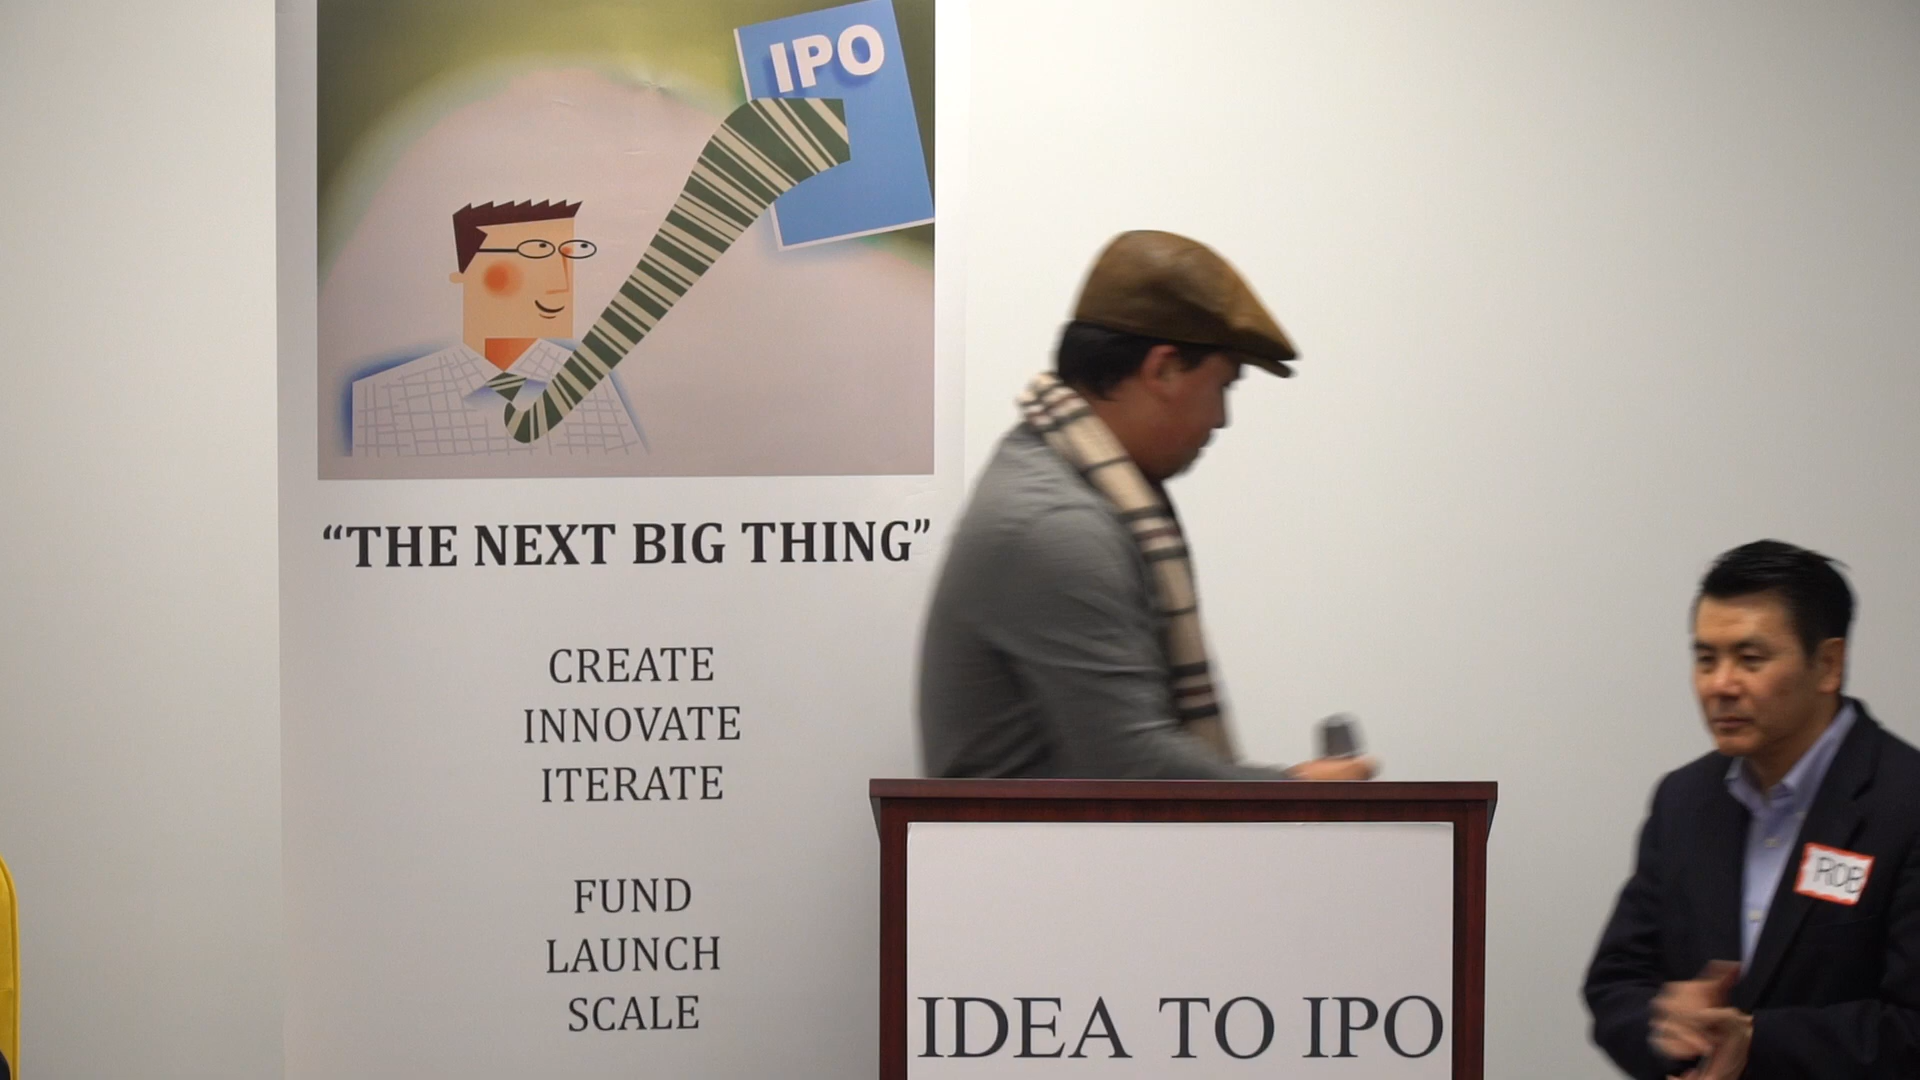 IPO
“THE NEXT BIG THING”
CREATE
INNOVATE
ITERATE
FUND
LAUNCH
SCALE
IDEA TO IPO
ROB